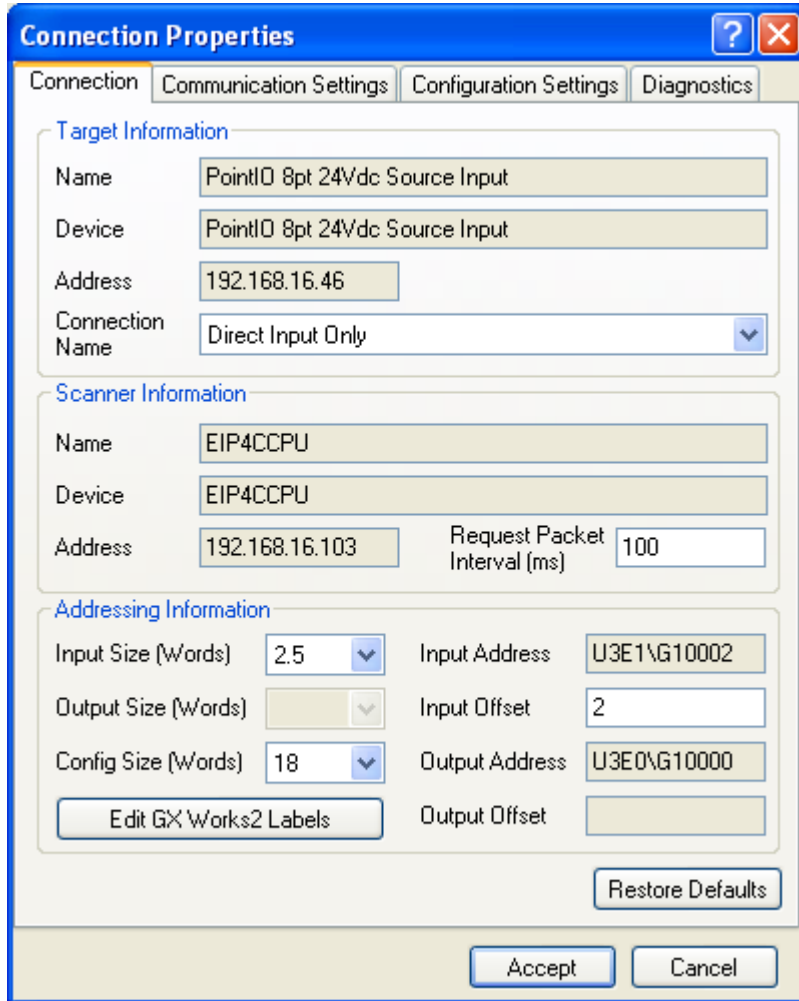 Connection Properties
Connection Communication Settings Configuration Settings Diagnostics
Target Information
Name PointIO 8pt 24Vdc Source Input
Device PointIO 8pt 24Vdc Source Input
Address 192.168.16.46
Connection
Name Direct Input Only
Scanner Information
Name EIP4CCPU
Device EIP4CCPU
Address 192.168.16.103 Request Packet
Interval (ms) 100
Addressing Information
Input Size (Words) 2.5 Input Address U3E1\G10002
Output Size (Words) Input Offset 2
Config Size (Words) 18 Output Address U3E0\G10000
Edit GX Works2 Labels Output Offset
Restore Defaults
Accept Cancel